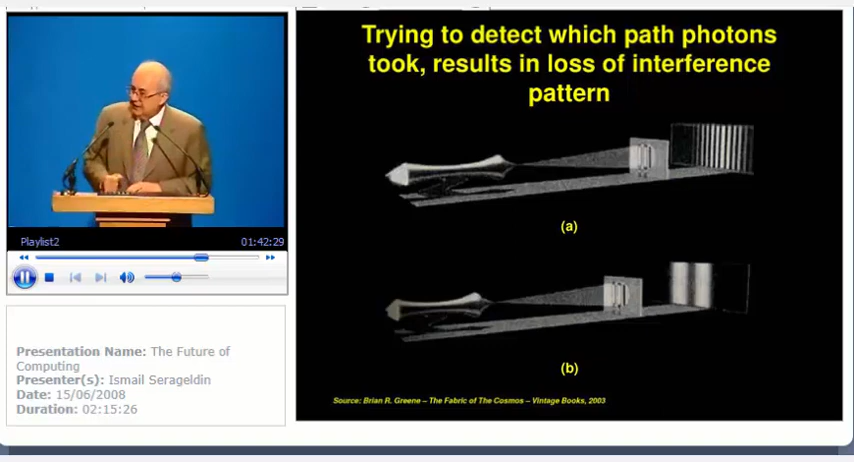 Trying to detect which path photons
took, results in loss of interference
pattern
(a)
(b)
Source: Brian R. Greene – The Fabric of The Cosmos – Vintage Books, 2003
Playlist2
01:42:29
Presentation Name: The Future of
Computing
Presenter(s): Ismail Serageldin
Date: 15/06/2008
Duration: 02:15:26